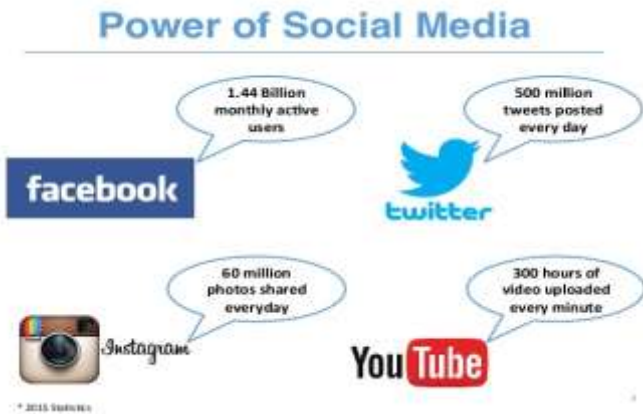 Power of Social Media
1.44 Billion
monthly active
users
facebook
500 million
tweets posted
every day
twitter
60 million
photos shared
everyday
Instagram
300 hours of
video uploaded
every minute
YouTube
* 2015 Statistics